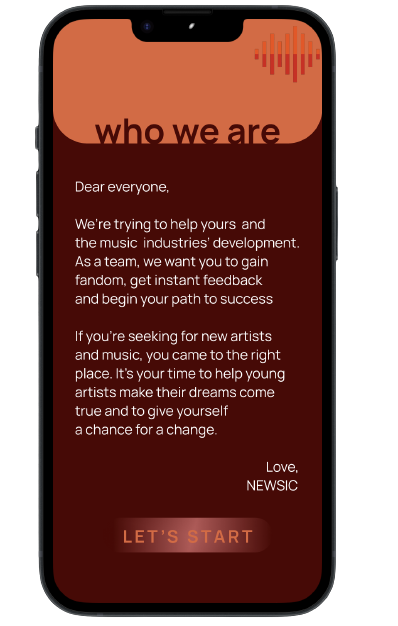 who we are
Dear everyone,
We're trying to help yours and
the music industries' development.
As a team, we want you to gain
fandom, get instant feedback
and begin your path to success
If you're seeking for new artists
and music, you came to the right
place. It's your time to help young
artists make their dreams come
true and to give yourself
a chance for a change.
Love,
NEWSIC
LET'S START